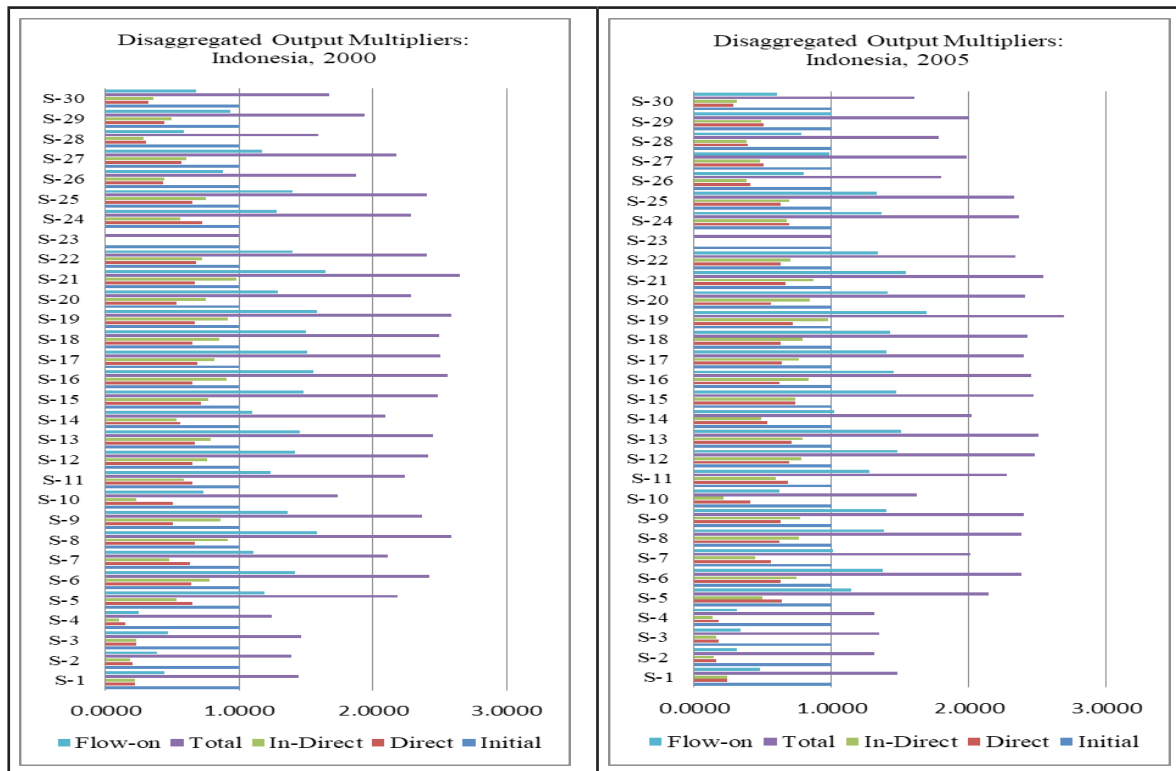 Disaggregated Output Multipliers:
Indonesia, 2000
S-30
S-29
S-28
S-27
S-26
S-25
S-24
S-23
S-22
S-21
S-20
S-19
S-18
S-17
S-16
S-15
S-14
S-13
S-12
S-11
S-10
S-9
S-8
S-7
S-6
S-5
S-4
S-3
S-2
S-1
0.0000 1.0000 2.0000 3.0000
Flow-on Total In-Direct Direct Initial
Disaggregated Output Multipliers:
Indonesia, 2005
S-30
S-29
S-28
S-27
S-26
S-25
S-24
S-23
S-22
S-21
S-20
S-19
S-18
S-17
S-16
S-15
S-14
S-13
S-12
S-11
S-10
S-9
S-8
S-7
S-6
S-5
S-4
S-3
S-2
S-1
0.0000 1.0000 2.0000 3.0000
Flow-on Total In-Direct Direct Initial